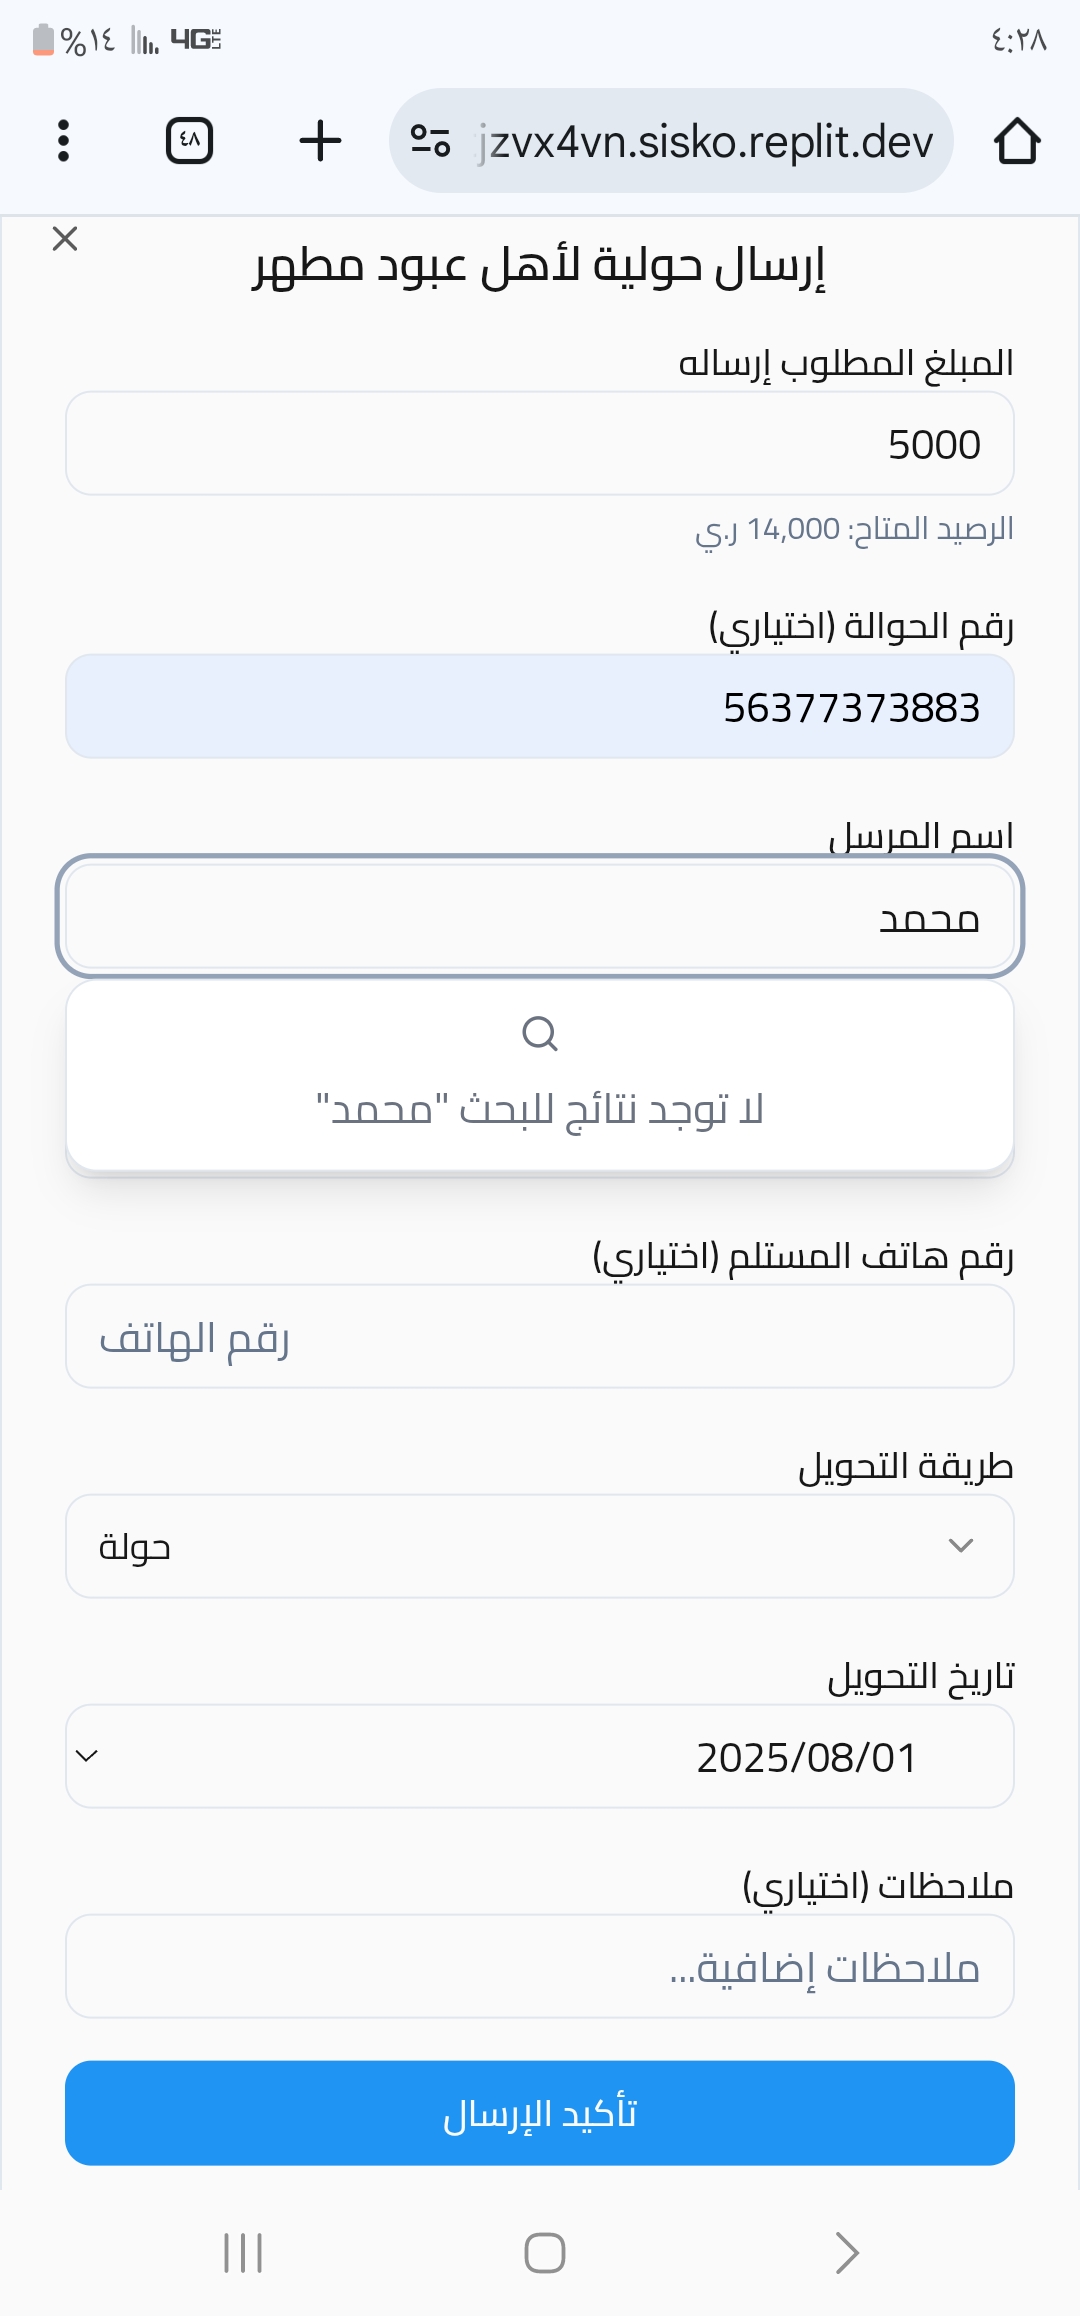 ٤:٢٨
%١٤ 4G LTE
jzvx4vn.sisko.replit.dev
٤٨
إرسال حولية لأهل عبود مطهر
المبلغ المطلوب إرساله
5000
الرصيد المتاح: 14,000 ر.ي
رقم الحوالة (اختياري)
56377373883
اسم المرسل
محمد
لا توجد نتائج للبحث "محمد"
رقم هاتف المستلم (اختياري)
رقم الهاتف
طريقة التحويل
حولة
تاريخ التحويل
2025/08/01
ملاحظات (اختياري)
ملاحظات إضافية...
تأكيد الإرسال